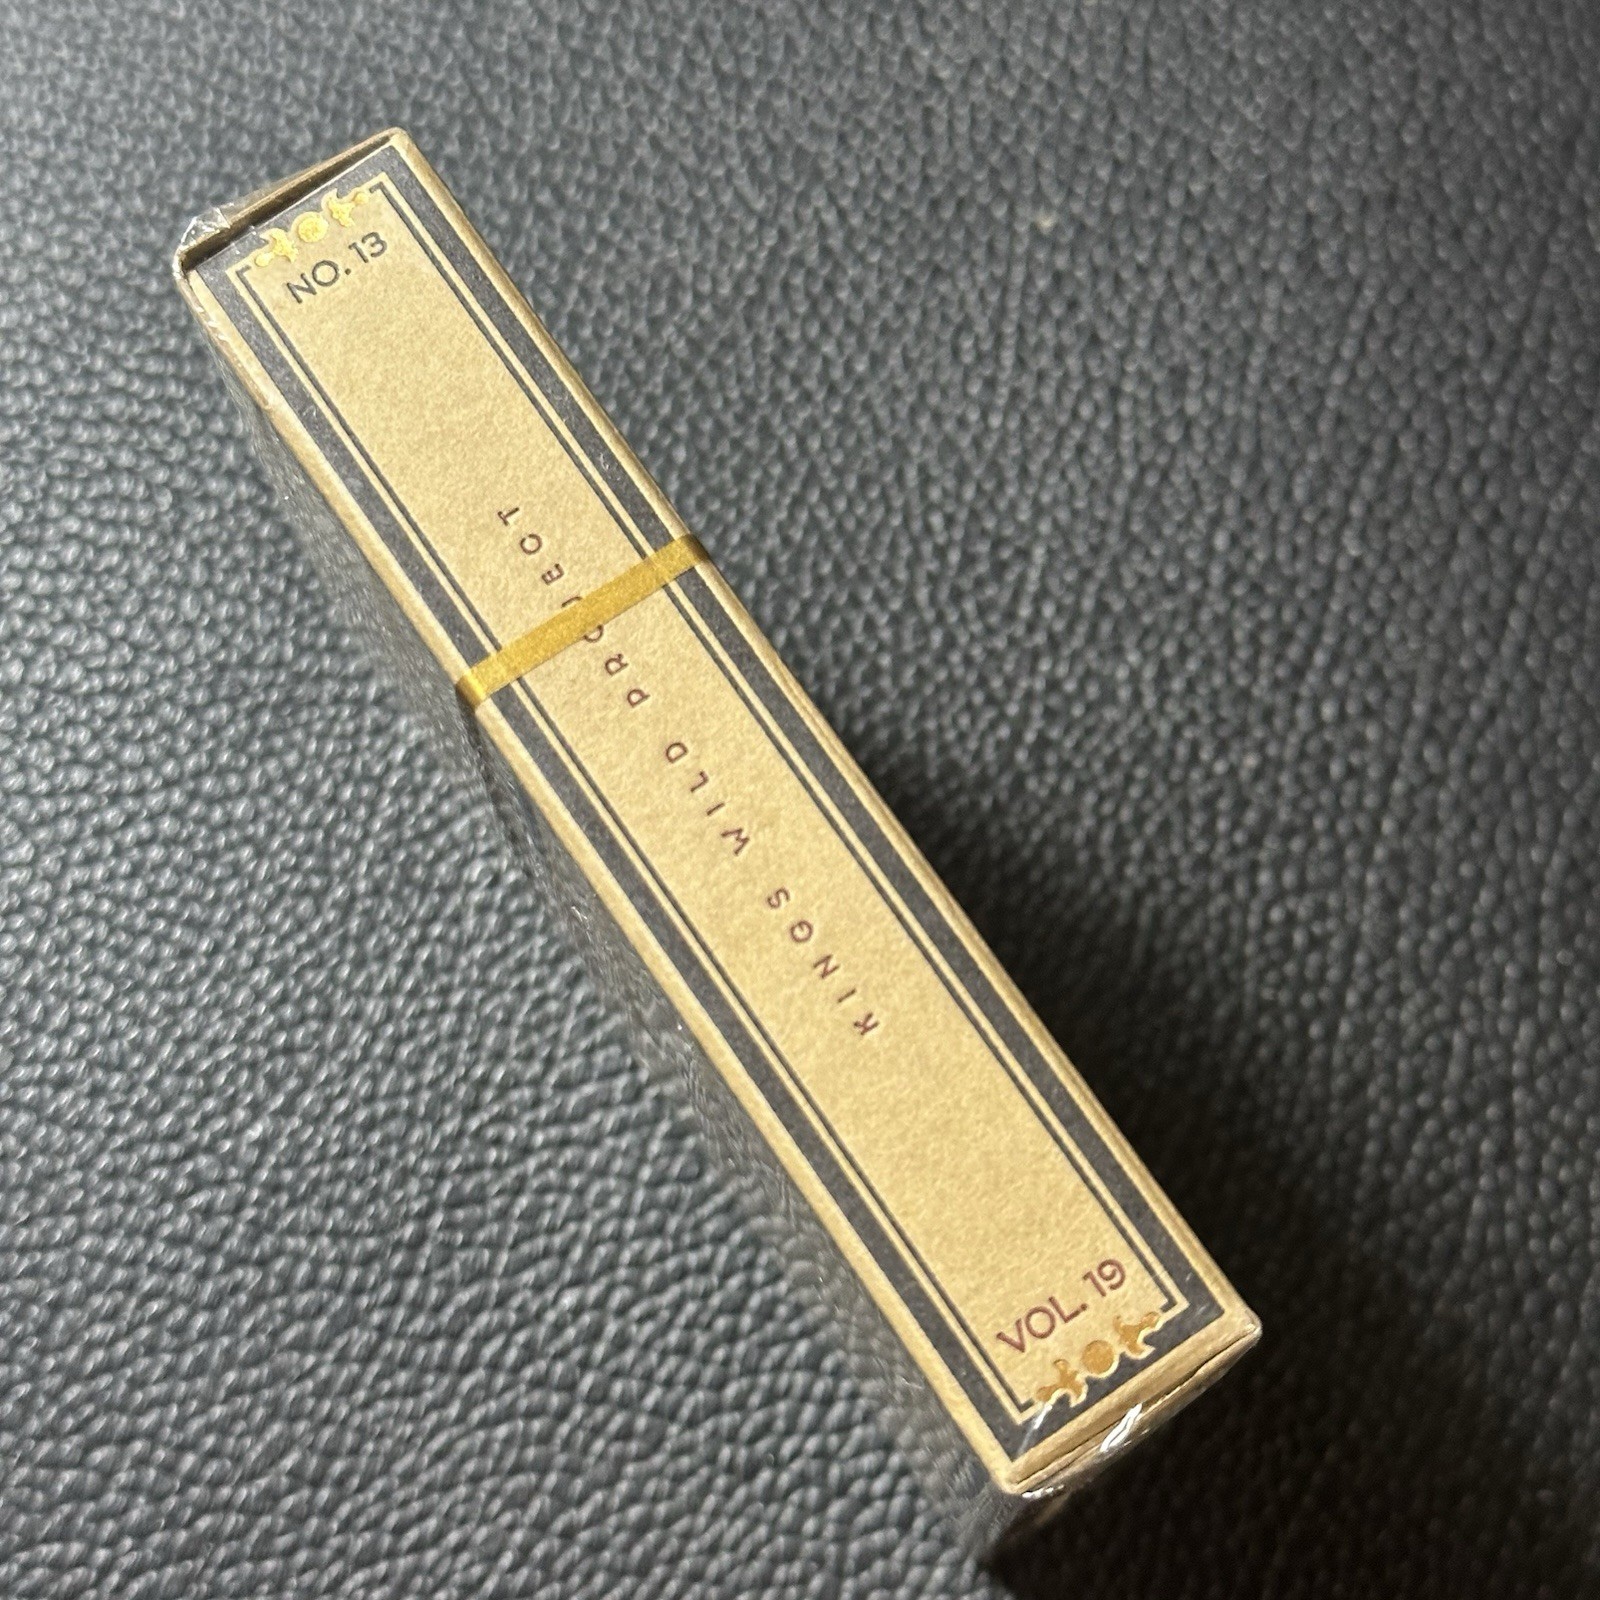 NO. 13
KINGS WILD PROJECT
VOL. 19